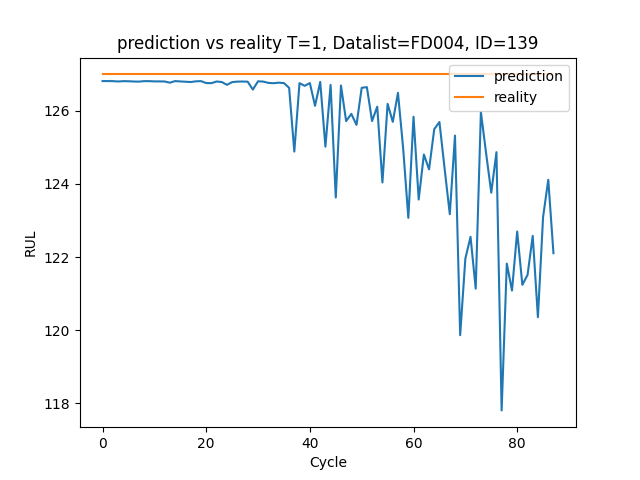 prediction vs reality T=1, Datalist=FD004, ID=139
prediction
reality
126
124
122
120
118
RUL
0 20 40 60 80
Cycle